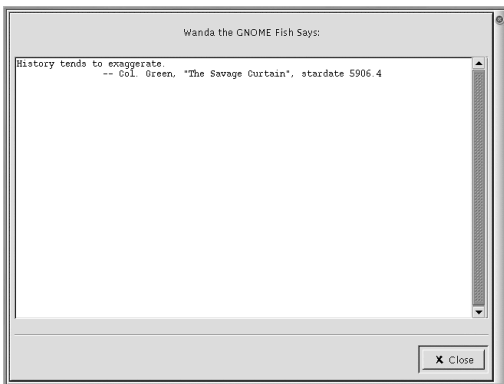 Wanda the GNOME Fish Says:
History tends to exaggerate.
-- Col. Green, "The Savage Curtain", stardate 5906.4
Close